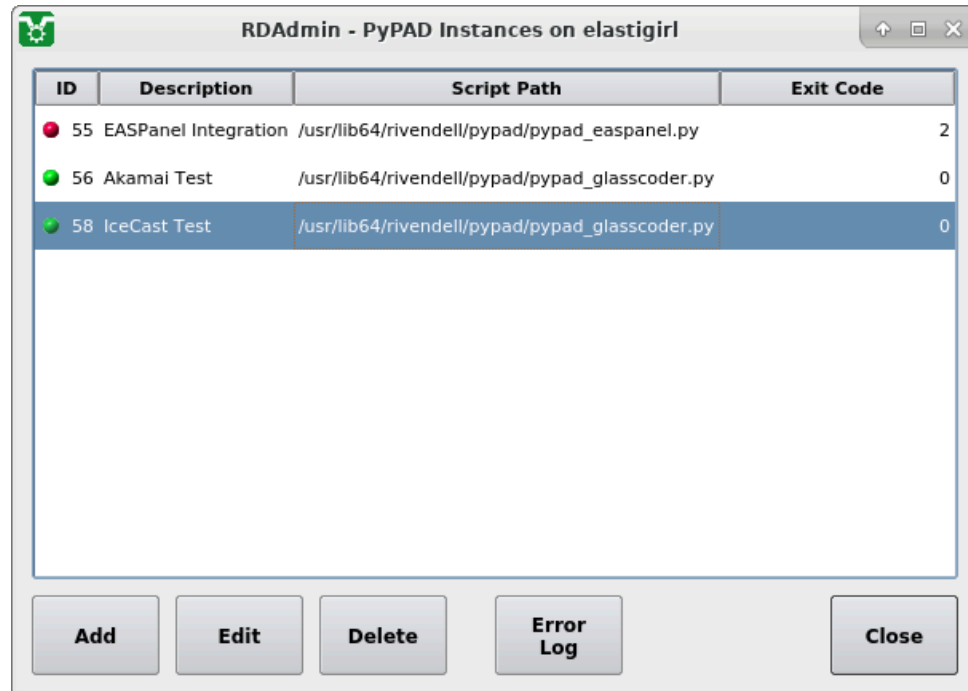 RDAdmin - PyPAD Instances on elastigirl
ID Description Script Path Exit Code
55 EASPanel Integration /usr/lib64/rivendell/pypad/pypad_easpanel.py 2
56 Akamai Test /usr/lib64/rivendell/pypad/pypad_glasscoder.py 0
58 IceCast Test /usr/lib64/rivendell/pypad/pypad_glasscoder.py 0
Add Edit Delete Error Log Close